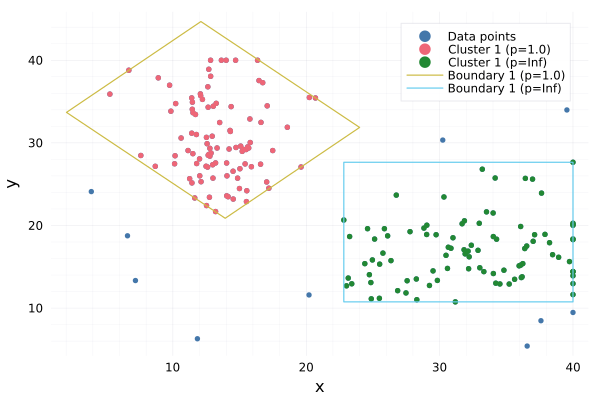 Data points
Cluster 1 (p=1.0)
Cluster 1 (p=Inf)
Boundary 1 (p=1.0)
Boundary 1 (p=Inf)
40
30
20
10
y
10
20
30
40
x